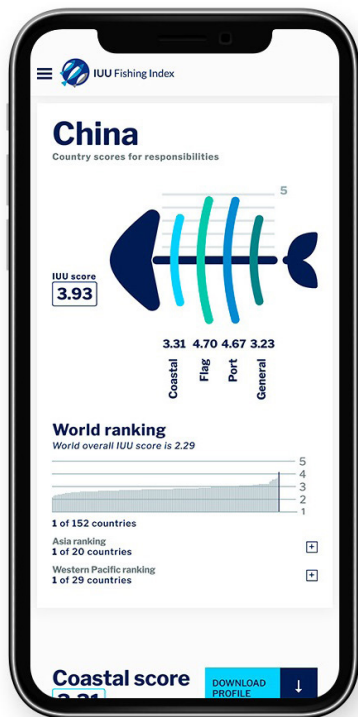 IUU Fishing Index
China
Country scores for responsibilities
5
IUU score
3.93
3.31 4.70 4.67 3.23
Coastal
Flag
Port
General
World ranking
World overall IUU score is 2.29
5
4
3
2
1
1 of 152 countries
Asia ranking
1 of 20 countries
Western Pacific ranking
1 of 29 countries
Coastal score
DOWNLOAD
PROFILE
3.31